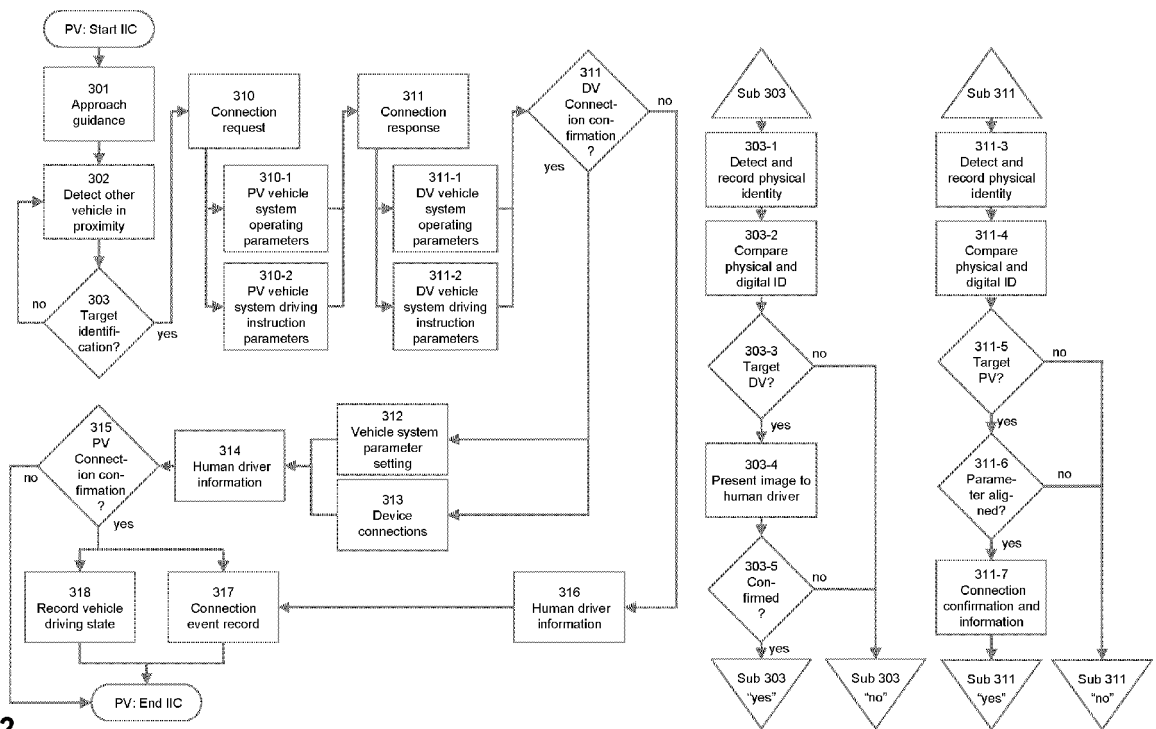 PV: Start IIC
301
Approach
guidance
302
Detect other
vehicle in
proximity
no
303
Target
identifi-
cation?
yes
310
Connection
request
310-1
PV vehicle
system
operating
parameters
310-2
PV vehicle
system driving
instruction
parameters
311
Connection
response
311-1
DV vehicle
system
operating
parameters
311-2
DV vehicle
system driving
instruction
parameters
311
DV
Connect-
ion con-
firmation
?
no
yes
312
Vehicle system
parameter
setting
313
Device
connections
314
Human driver
information
315
PV
Connect-
ion con-
firmation
?
no
yes
318
Record vehicle
driving state
317
Connection
event record
316
Human driver
information
PV: End IIC
Sub 303
303-1
Detect and
record physical
identity
303-2
Compare
physical and
digital ID
303-3
Target
DV?
no
yes
303-4
Present image to
human driver
303-5
Con-
firmed
?
no
yes
Sub 303
"yes"
Sub 303
"no"
Sub 311
311-3
Detect and
record physical
identity
311-4
Compare
physical and
digital ID
311-5
Target
PV?
no
yes
311-6
Parame-
ter alig-
ned?
no
yes
311-7
Connection
confirmation and
information
Sub 311
"yes"
Sub 311
"no"